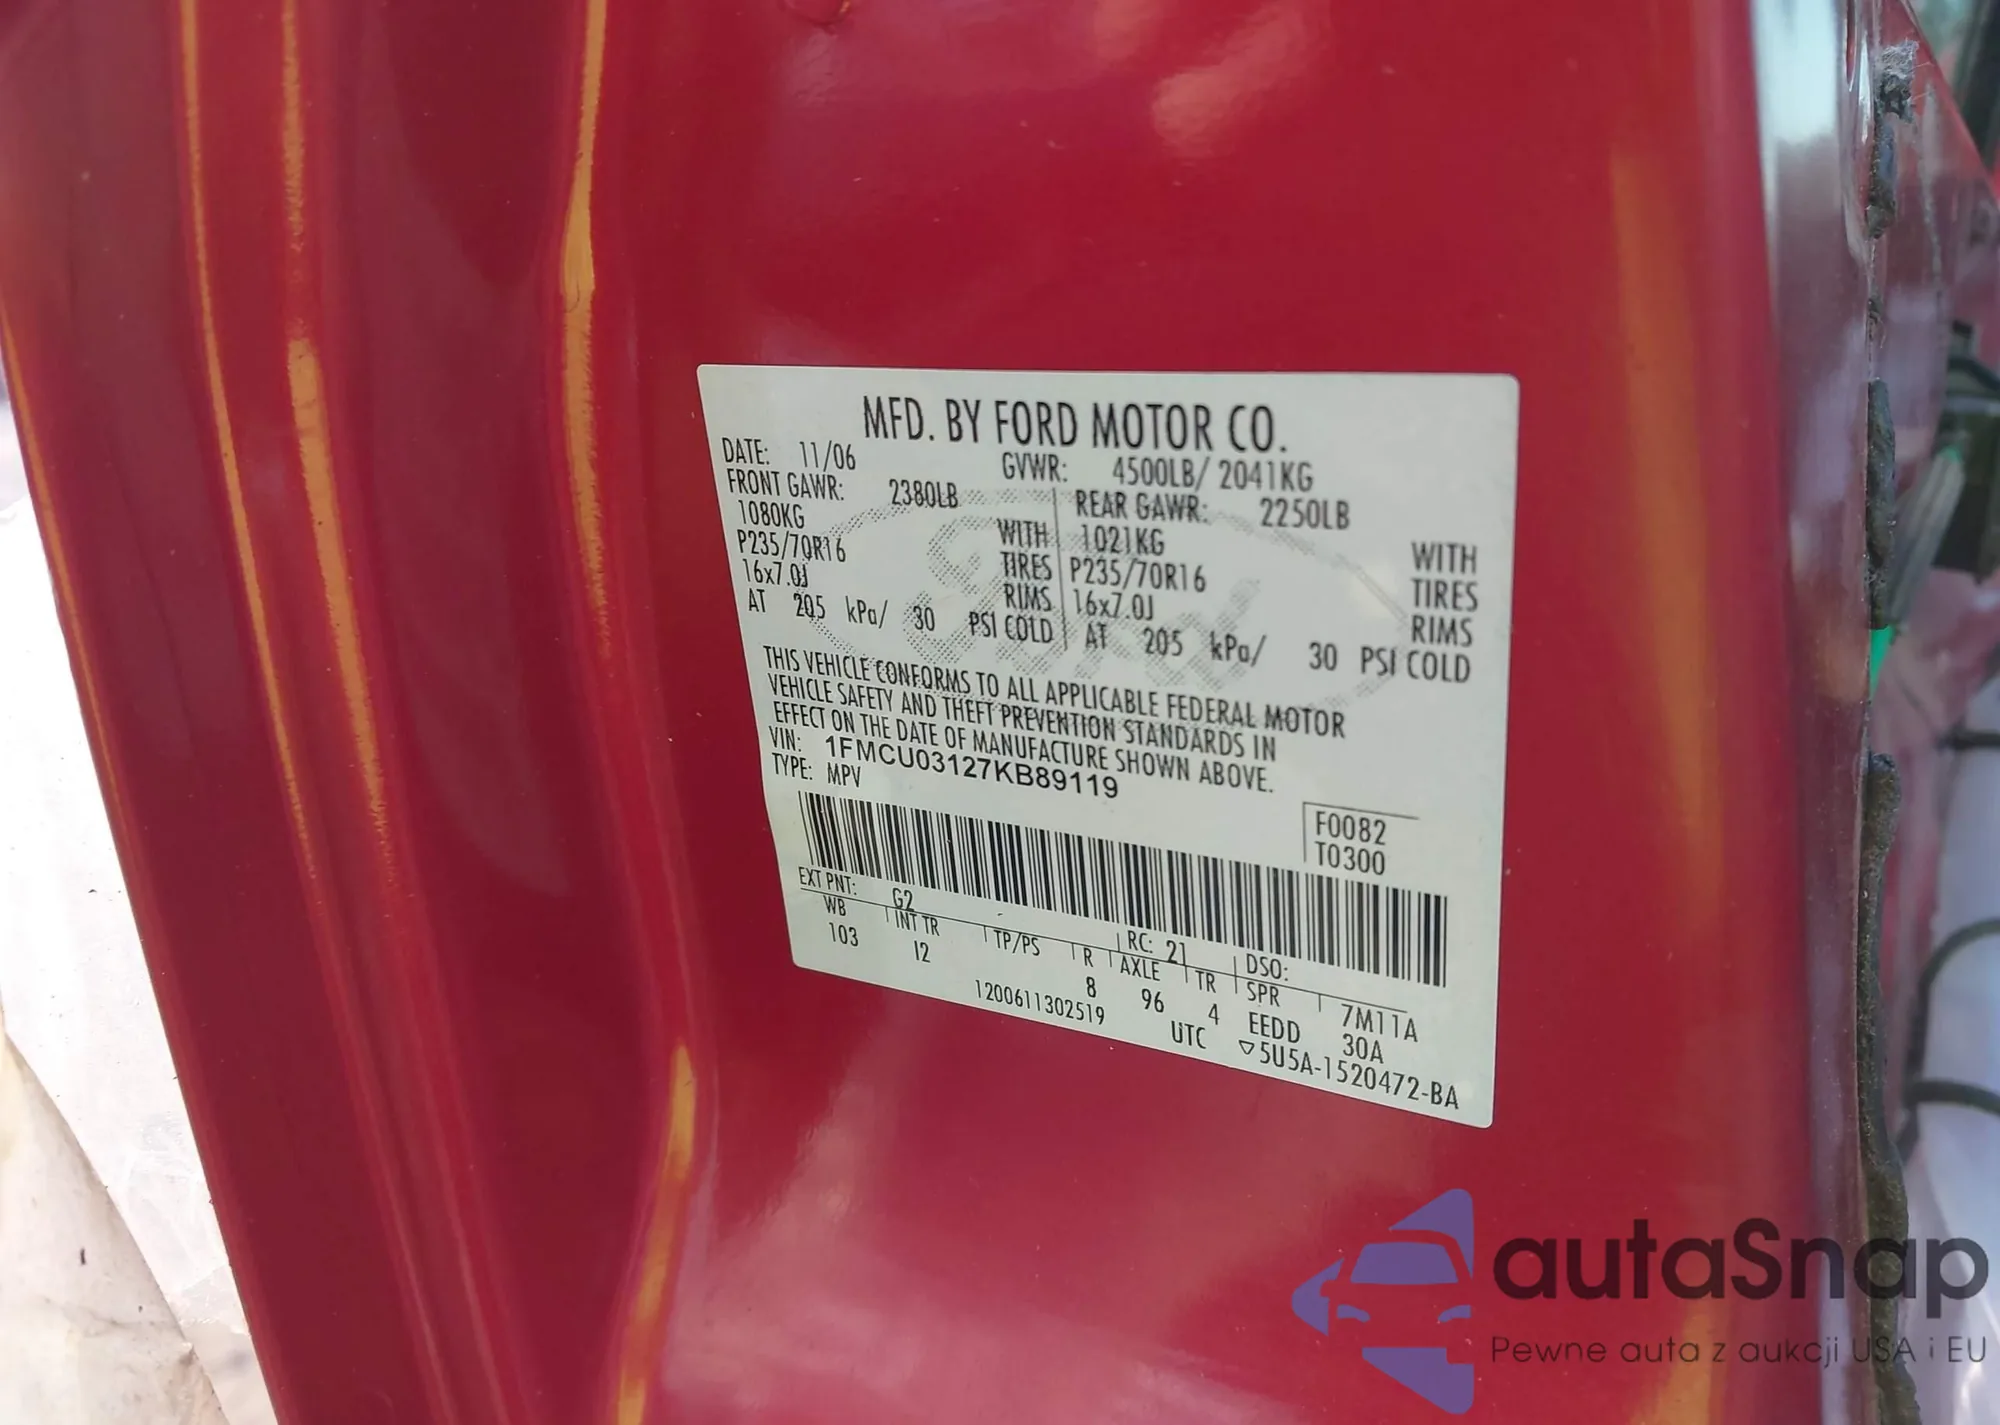 MFD. BY FORD MOTOR CO.
DATE: 11/06 GVWR: 4500LB/ 2041KG
FRONT GAWR: 2380LB REAR GAWR: 2250LB
1080KG WITH 1021KG WITH
P235/70R16 TIRES P235/70R16 TIRES
16x7.0J RIMS 16x7.0J RIMS
AT 205 kPa/ 30 PSI COLD AT 205 kPa/ 30 PSI COLD
THIS VEHICLE CONFORMS TO ALL APPLICABLE FEDERAL MOTOR
VEHICLE SAFETY AND THEFT PREVENTION STANDARDS IN
EFFECT ON THE DATE OF MANUFACTURE SHOWN ABOVE.
VIN: 1FMCU03127KB89119
TYPE: MPV
F0082
T0300
EXT PNT: G2 RC: 21 DSO:
WB INT TR TP/PS R AXLE TR SPR 7M11A
103 I2 8 96 4 EEDD 30A
1200611302519 UTC ▽5U5A-1520472-BA
Ford
autaSnap
Pewne auta z aukcji USA i EU